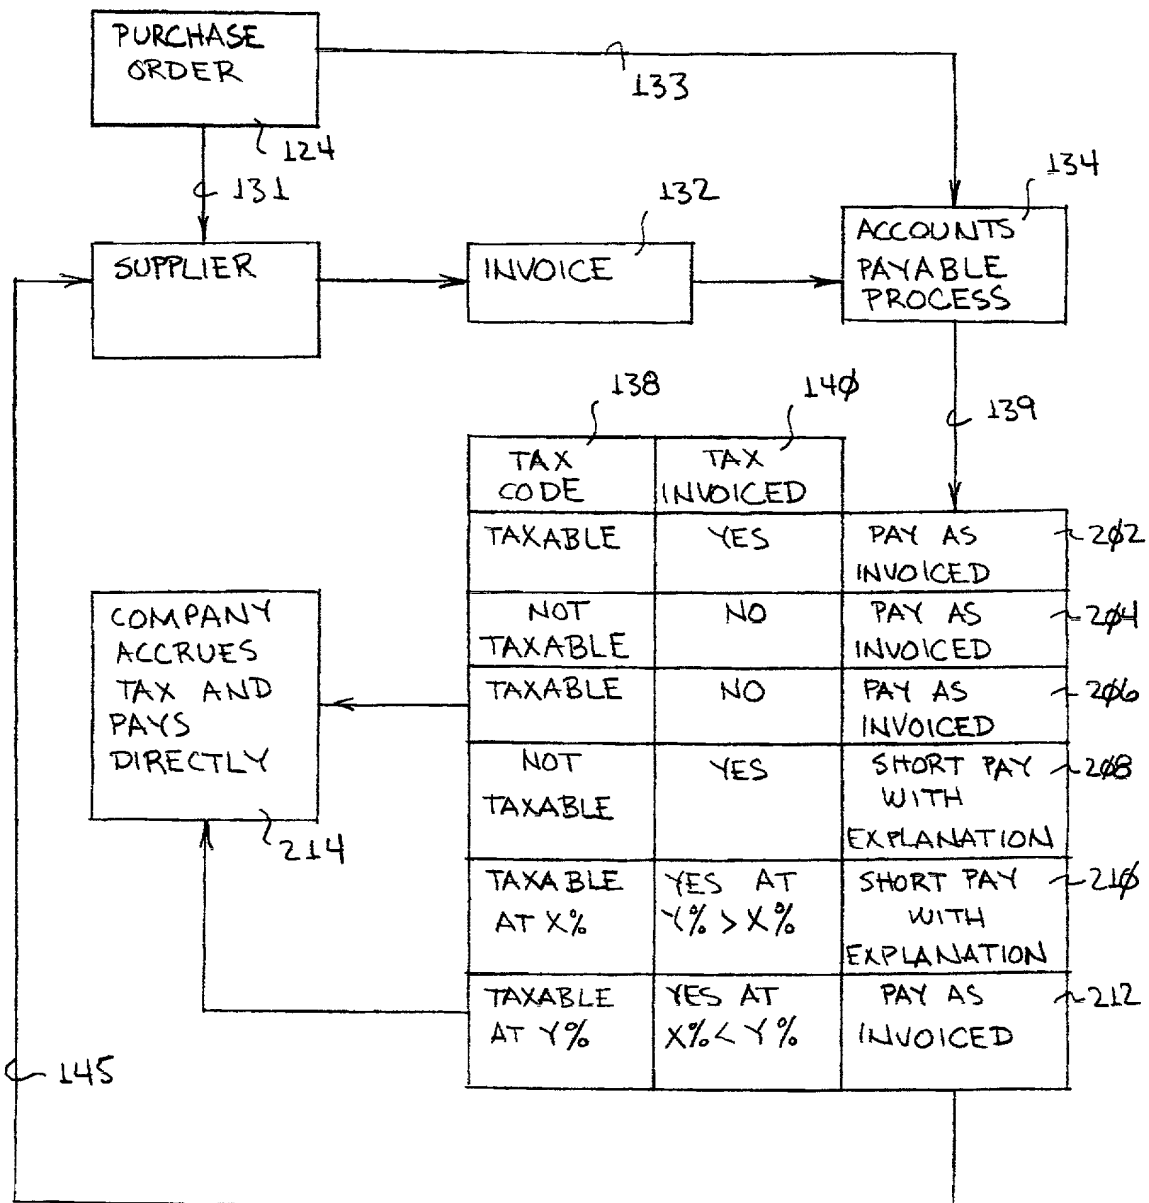 PURCHASE
ORDER
133
124
131
134
132
SUPPLIER
INVOICE
ACCOUNTS
PAYABLE
PROCESS
138
140
139
TAX
CODE
TAX
INVOICED
TAXABLE
YES
PAY AS
INVOICED
202
NOT
TAXABLE
NO
PAY AS
INVOICED
204
TAXABLE
NO
PAY AS
INVOICED
206
NOT
TAXABLE
YES
SHORT PAY
WITH
EXPLANATION
208
TAXABLE
AT X%
YES AT
Y% > X%
SHORT PAY
WITH
EXPLANATION
210
TAXABLE
AT Y%
YES AT
X% < Y%
PAY AS
INVOICED
212
COMPANY
ACCRUES
TAX AND
PAYS
DIRECTLY
214
145